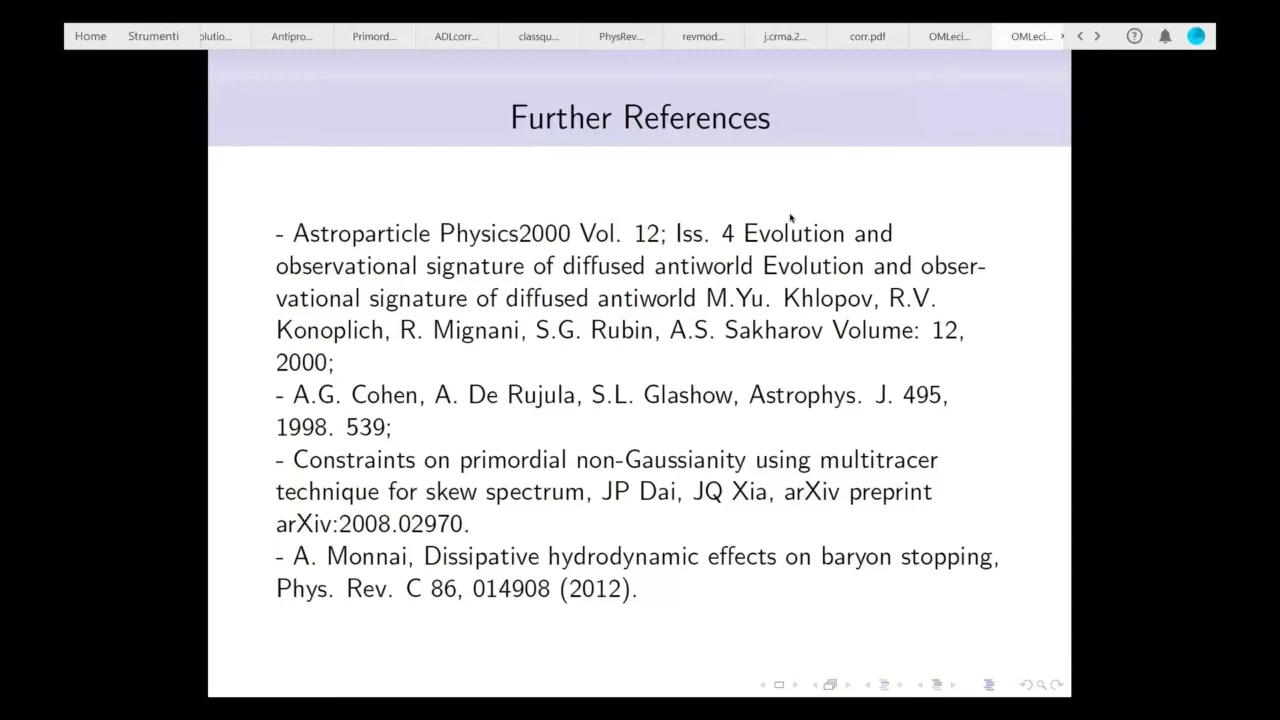 Home Strumenti olutio... Antipro... Primord... ADLcorr... classqu... PhysRev... revmod... j.crma.2... corr.pdf OMLeci... OMLeci...
Further References
- Astroparticle Physics2000 Vol. 12; Iss. 4 Evolution and
observational signature of diffused antiworld Evolution and obser-
vational signature of diffused antiworld M.Yu. Khlopov, R.V.
Konoplich, R. Mignani, S.G. Rubin, A.S. Sakharov Volume: 12,
2000;
- A.G. Cohen, A. De Rujula, S.L. Glashow, Astrophys. J. 495,
1998. 539;
- Constraints on primordial non-Gaussianity using multitracer
technique for skew spectrum, JP Dai, JQ Xia, arXiv preprint
arXiv:2008.02970.
- A. Monnai, Dissipative hydrodynamic effects on baryon stopping,
Phys. Rev. C 86, 014908 (2012).